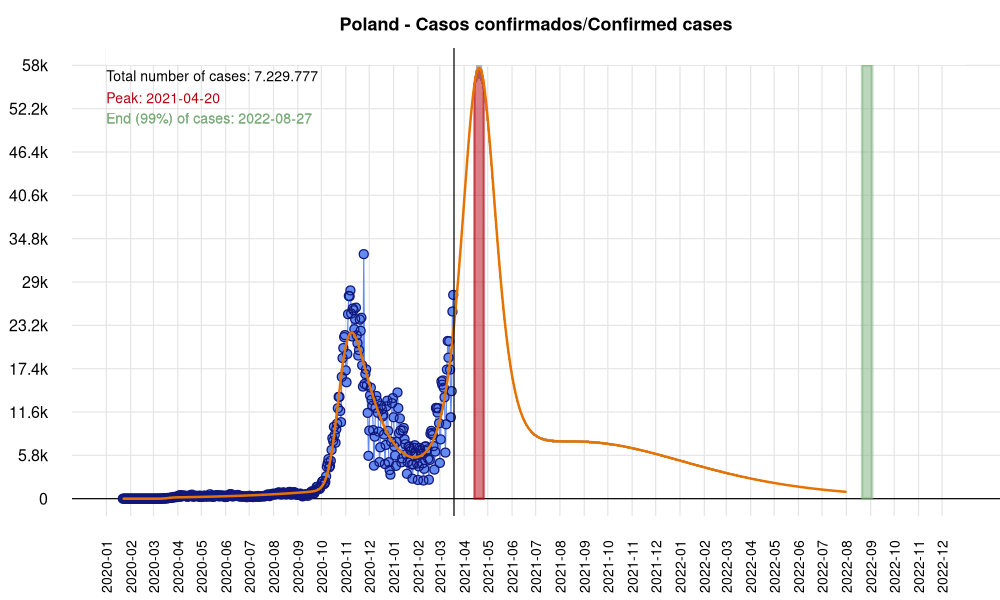 Poland - Casos confirmados/Confirmed cases
Total number of cases: 7.229.777
Peak: 2021-04-20
End (99%) of cases: 2022-08-27
58k
52.2k
46.4k
40.6k
34.8k
29k
23.2k
17.4k
11.6k
5.8k
0
2020-01
2020-02
2020-03
2020-04
2020-05
2020-06
2020-07
2020-08
2020-09
2020-10
2020-11
2020-12
2021-01
2021-02
2021-03
2021-04
2021-05
2021-06
2021-07
2021-08
2021-09
2021-10
2021-11
2021-12
2022-01
2022-02
2022-03
2022-04
2022-05
2022-06
2022-07
2022-08
2022-09
2022-10
2022-11
2022-12